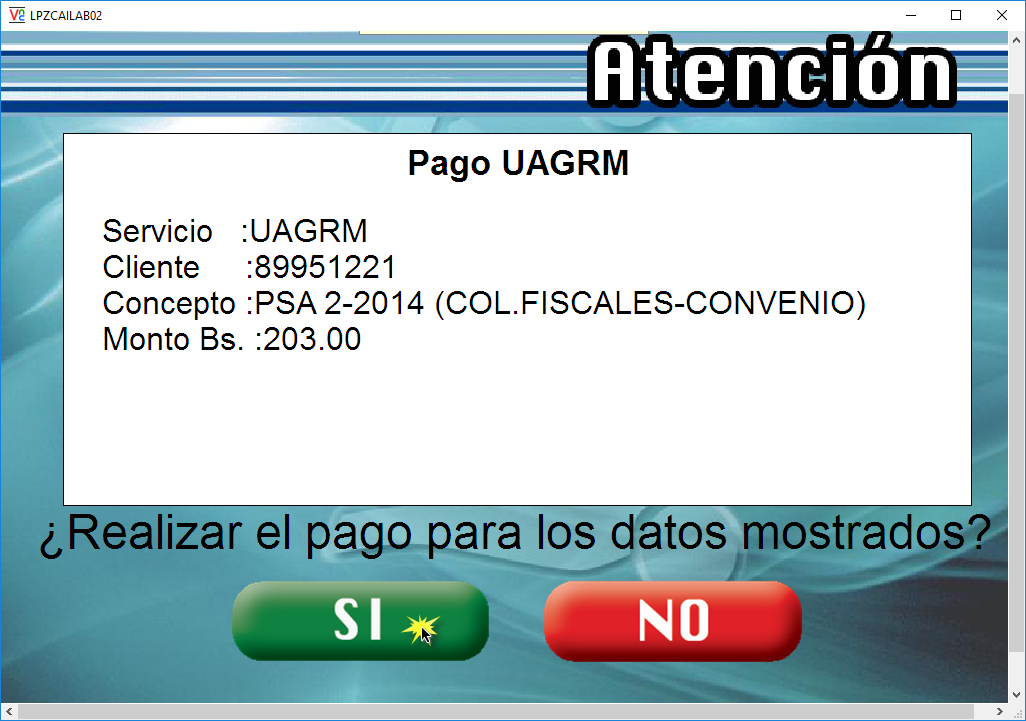 LPZCAILAB02
Atención
Pago UAGRM
Servicio :UAGRM
Cliente :89951221
Concepto :PSA 2-2014 (COL.FISCALES-CONVENIO)
Monto Bs. :203.00
¿Realizar el pago para los datos mostrados?
SI
NO